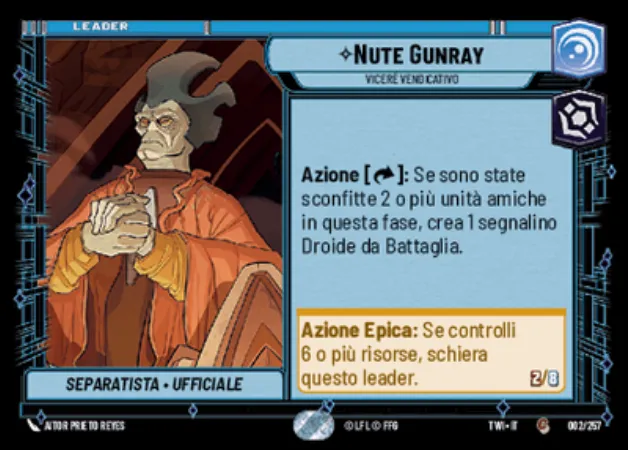 LEADER
✧NUTE GUNRAY
VICERÉ VENDICATIVO
Azione [↷]: Se sono state
sconfitte 2 o più unità amiche
in questa fase, crea 1 segnalino
Droide da Battaglia.
Azione Epica: Se controlli
6 o più risorse, schiera
questo leader.
2/8
SEPARATISTA • UFFICIALE
AITOR PRIETO REYES
© LFL © FFG
TWI • IT
002/257